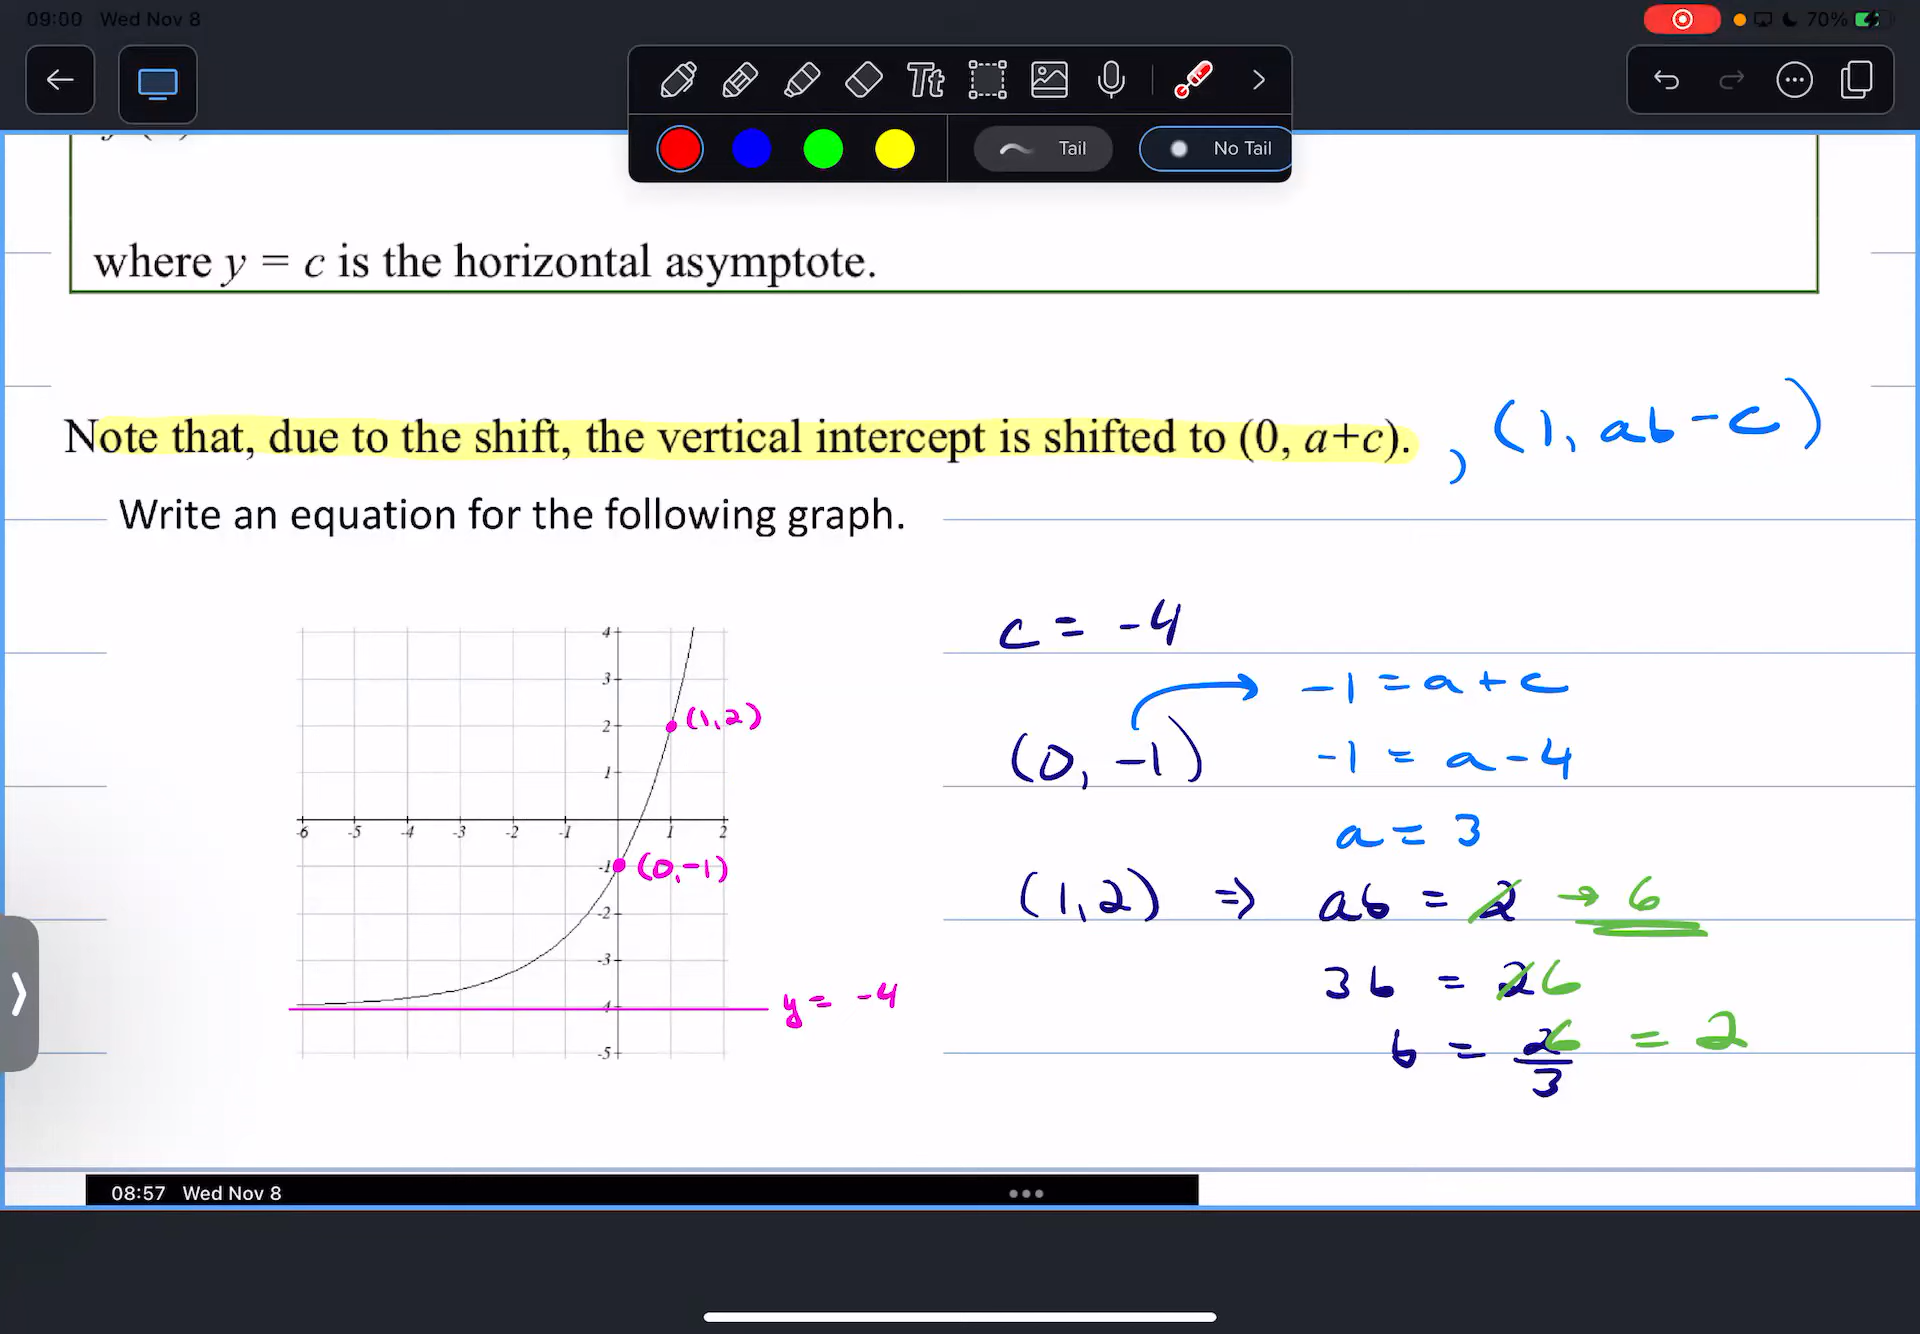 09:00 Wed Nov 8
70%
Tt
Tail
No Tail
where y = c is the horizontal asymptote.
Note that, due to the shift, the vertical intercept is shifted to (0, a+c). , (1, ab-c)
Write an equation for the following graph.
c = -4
-1 = a + c
(0, -1)
-1 = a - 4
a = 3
(1,2) ⇒ ab = 2 → 6
3b = 26
b = 26/3 = 2
4
3
2
(1,2)
1
-6 -5 -4 -3 -2 -1 1 2
-1
(0,-1)
-2
-3
-4
y = -4
-5
08:57 Wed Nov 8